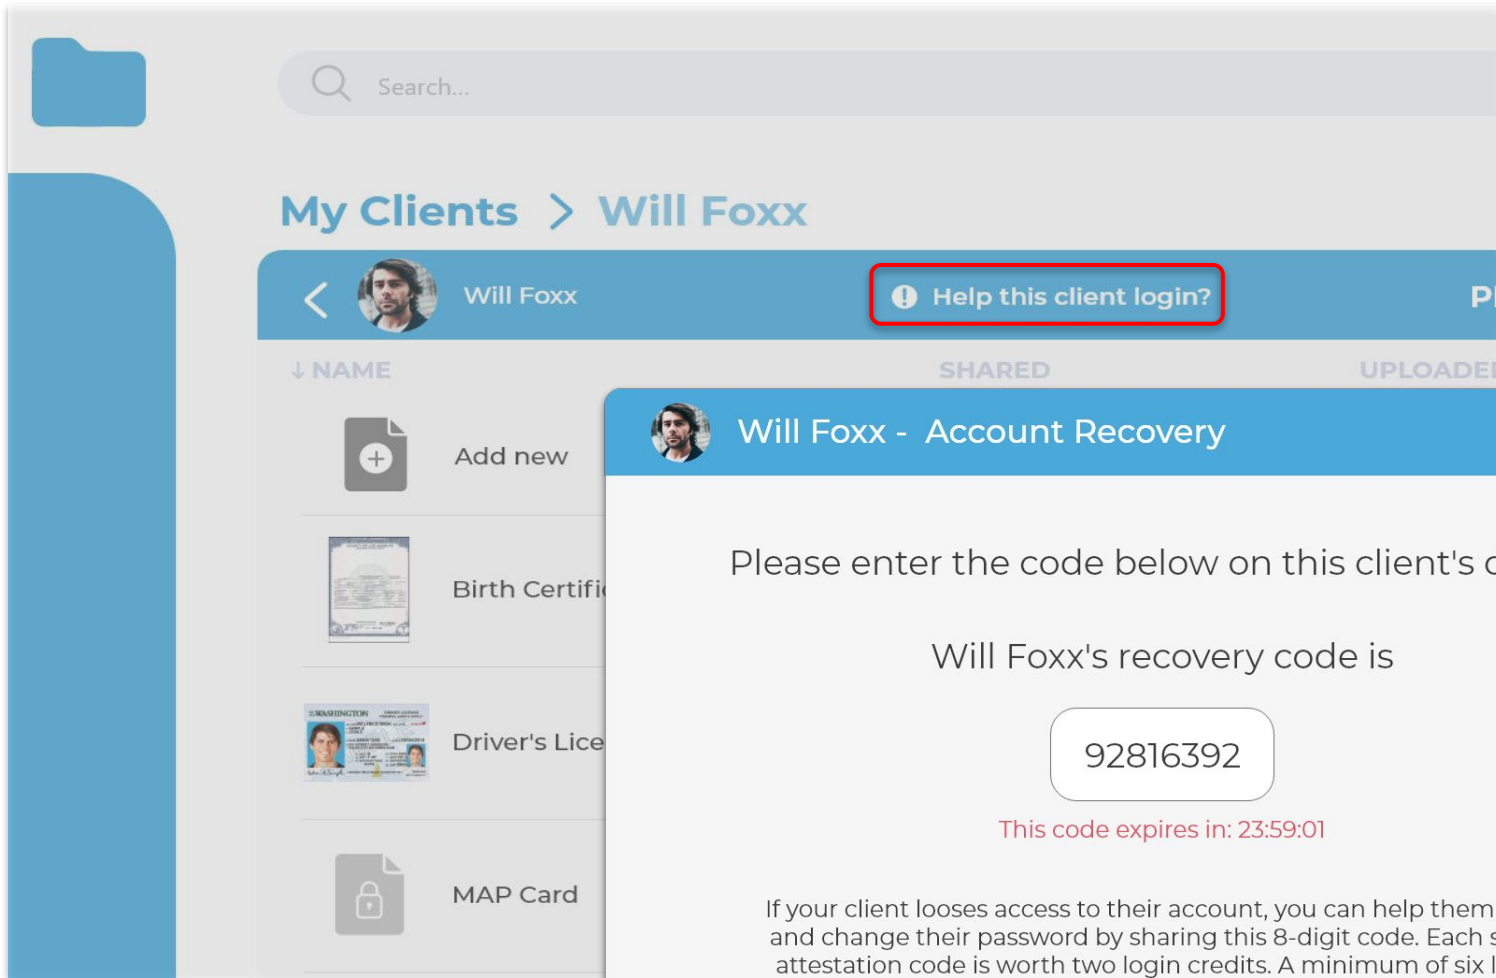 Search...
My Clients > Will Foxx
Will Foxx
Help this client login?
NAME
SHARED
Add new
Birth
Driver's
MAP Card
WASHINGTON
Will Foxx - Account Recovery
Please enter the code below on this client's
Will Foxx's recovery code is
92816392
This code expires in: 23:59:01
If your client looses access to their account, you can help them
and change their password by sharing this 8-digit code. Each
attestation code is worth two login credits. A minimum of six